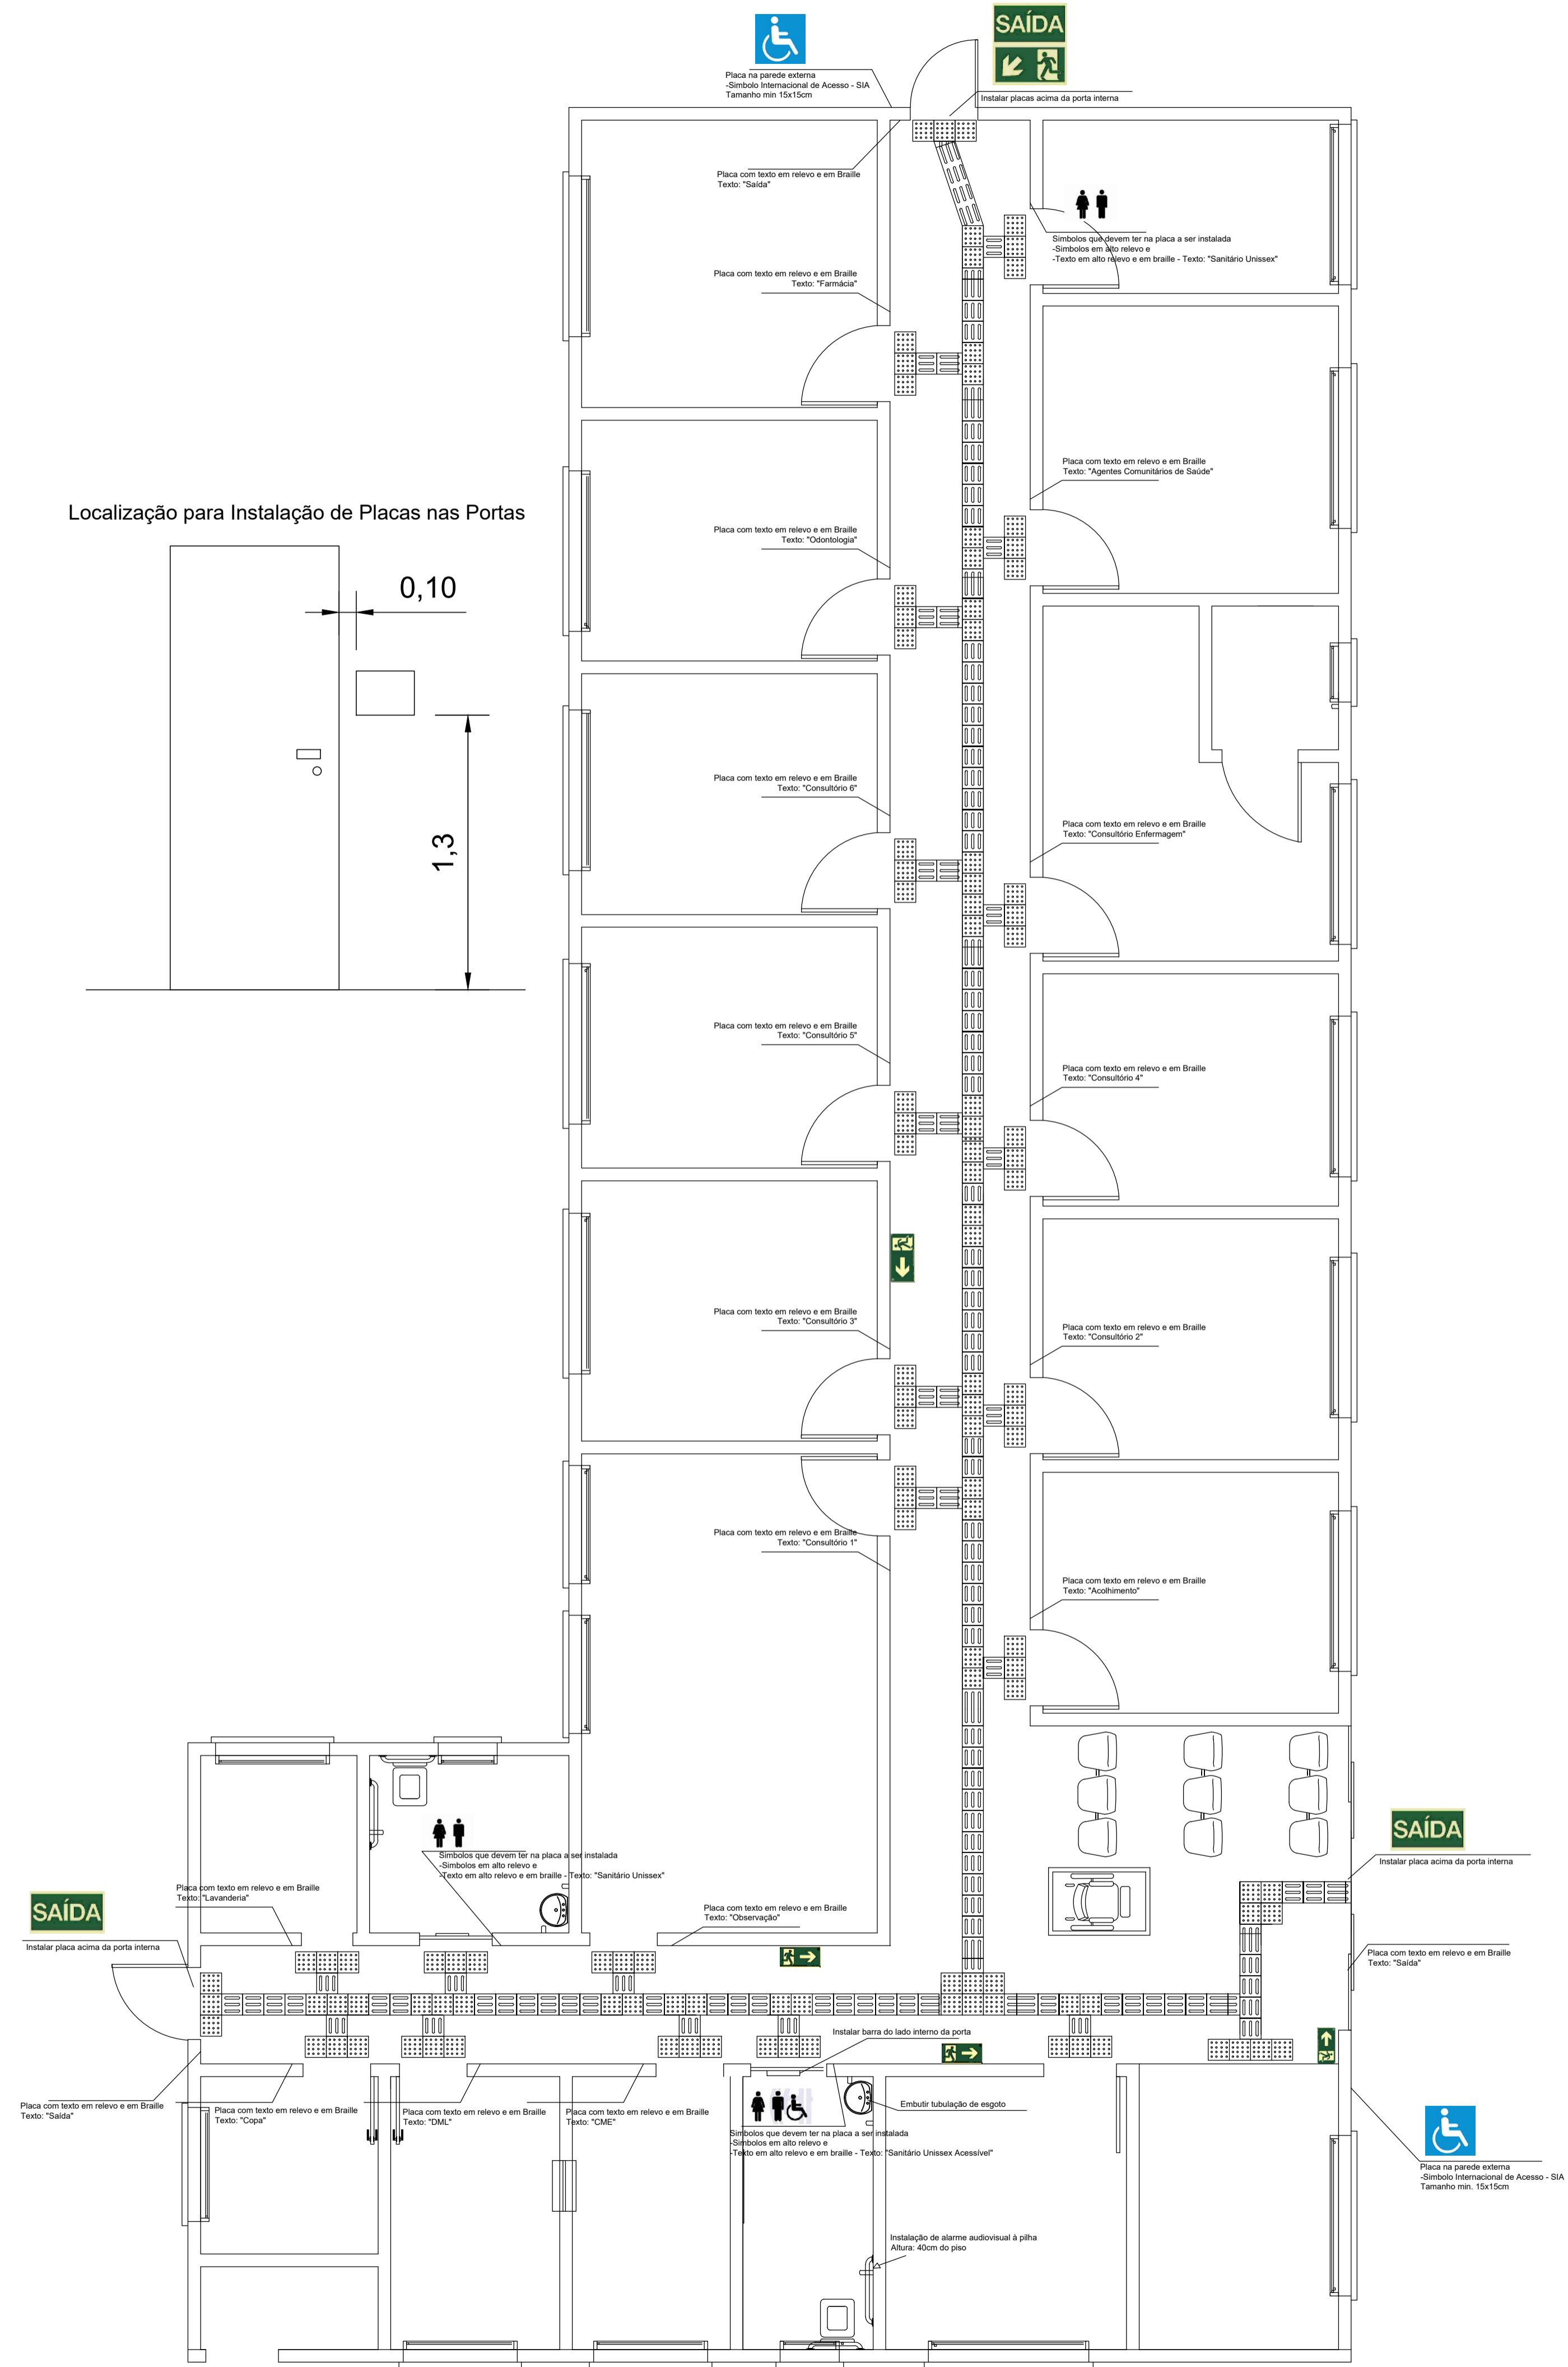 SAÍDA
Placa na parede externa
-Simbolo Internacional de Acesso - SIA
Tamanho min 15x15cm
Instalar placas acima da porta interna
Placa com texto em relevo e em Braille
Texto: "Saída"
Simbolos que devem ter na placa a ser instalada
-Simbolos em alto relevo e
-Texto em alto relevo e em braille - Texto: "Sanitário Unissex"
Placa com texto em relevo e em Braille
Texto: "Farmácia"
Placa com texto em relevo e em Braille
Texto: "Agentes Comunitários de Saúde"
Localização para Instalação de Placas nas Portas
0,10
1,3
Placa com texto em relevo e em Braille
Texto: "Odontologia"
Placa com texto em relevo e em Braille
Texto: "Consultório 6"
Placa com texto em relevo e em Braille
Texto: "Consultório Enfermagem"
Placa com texto em relevo e em Braille
Texto: "Consultório 5"
Placa com texto em relevo e em Braille
Texto: "Consultório 4"
Placa com texto em relevo e em Braille
Texto: "Consultório 3"
Placa com texto em relevo e em Braille
Texto: "Consultório 2"
Placa com texto em relevo e em Braille
Texto: "Consultório 1"
Placa com texto em relevo e em Braille
Texto: "Acolhimento"
SAÍDA
Instalar placa acima da porta interna
Simbolos que devem ter na placa a ser instalada
-Simbolos em alto relevo e
-Texto em alto relevo e em braille - Texto: "Sanitário Unissex"
Placa com texto em relevo e em Braille
Texto: "Lavanderia"
SAÍDA
Instalar placa acima da porta interna
Placa com texto em relevo e em Braille
Texto: "Observação"
Placa com texto em relevo e em Braille
Texto: "Saída"
Instalar barra do lado interno da porta
Placa com texto em relevo e em Braille
Texto: "Saída"
Placa com texto em relevo e em Braille
Texto: "Copa"
Placa com texto em relevo e em Braille
Texto: "DML"
Placa com texto em relevo e em Braille
Texto: "CME"
Embutir tubulação de esgoto
Simbolos que devem ter na placa a ser instalada
-Simbolos em alto relevo e
-Texto em alto relevo e em braille - Texto: "Sanitário Unissex Acessível"
Placa na parede externa
-Simbolo Internacional de Acesso - SIA
Tamanho min. 15x15cm
Instalação de alarme audiovisual à pilha
Altura: 40cm do piso